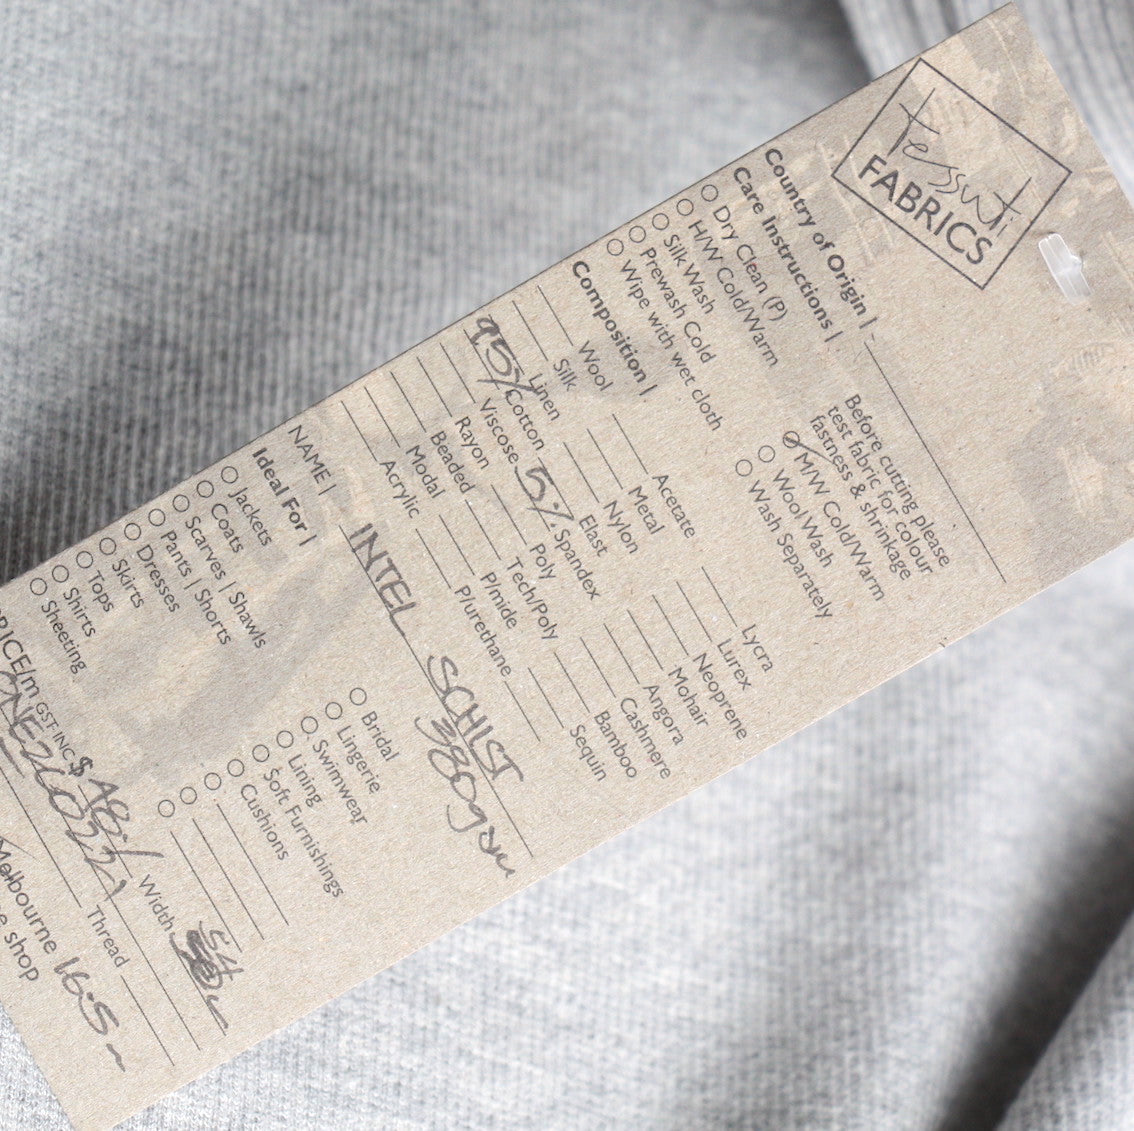 tessuti
FABRICS
Country of Origin |
Care Instructions |
Dry Clean (P)
H/W Cold/Warm
Silk Wash
Prewash Cold
Wipe with wet cloth
Before cutting please
test fabric for colour
fastness & shrinkage
M/W Cold/Warm
Wool Wash
Wash Separately
Composition |
Wool Acetate Lycra
Silk Metal Lurex
Linen Nylon Neoprene
95% Cotton Elast Mohair
Viscose 5% Spandex Angora
Rayon Poly Cashmere
Beaded Tech/Poly Bamboo
Modal P/mide Sequin
Acrylic P/urethane
NAME | INTEL SCHIST
380gsm
Ideal For |
Jackets Bridal
Coats Lingerie
Scarves | Shawls Swimwear
Pants | Shorts Lining
Dresses Soft Furnishings
Skirts Cushions
Tops
Shirts
Sheeting
RICE/m GST-INC $ Width
Thread
Melbourne 16.5m
e shop